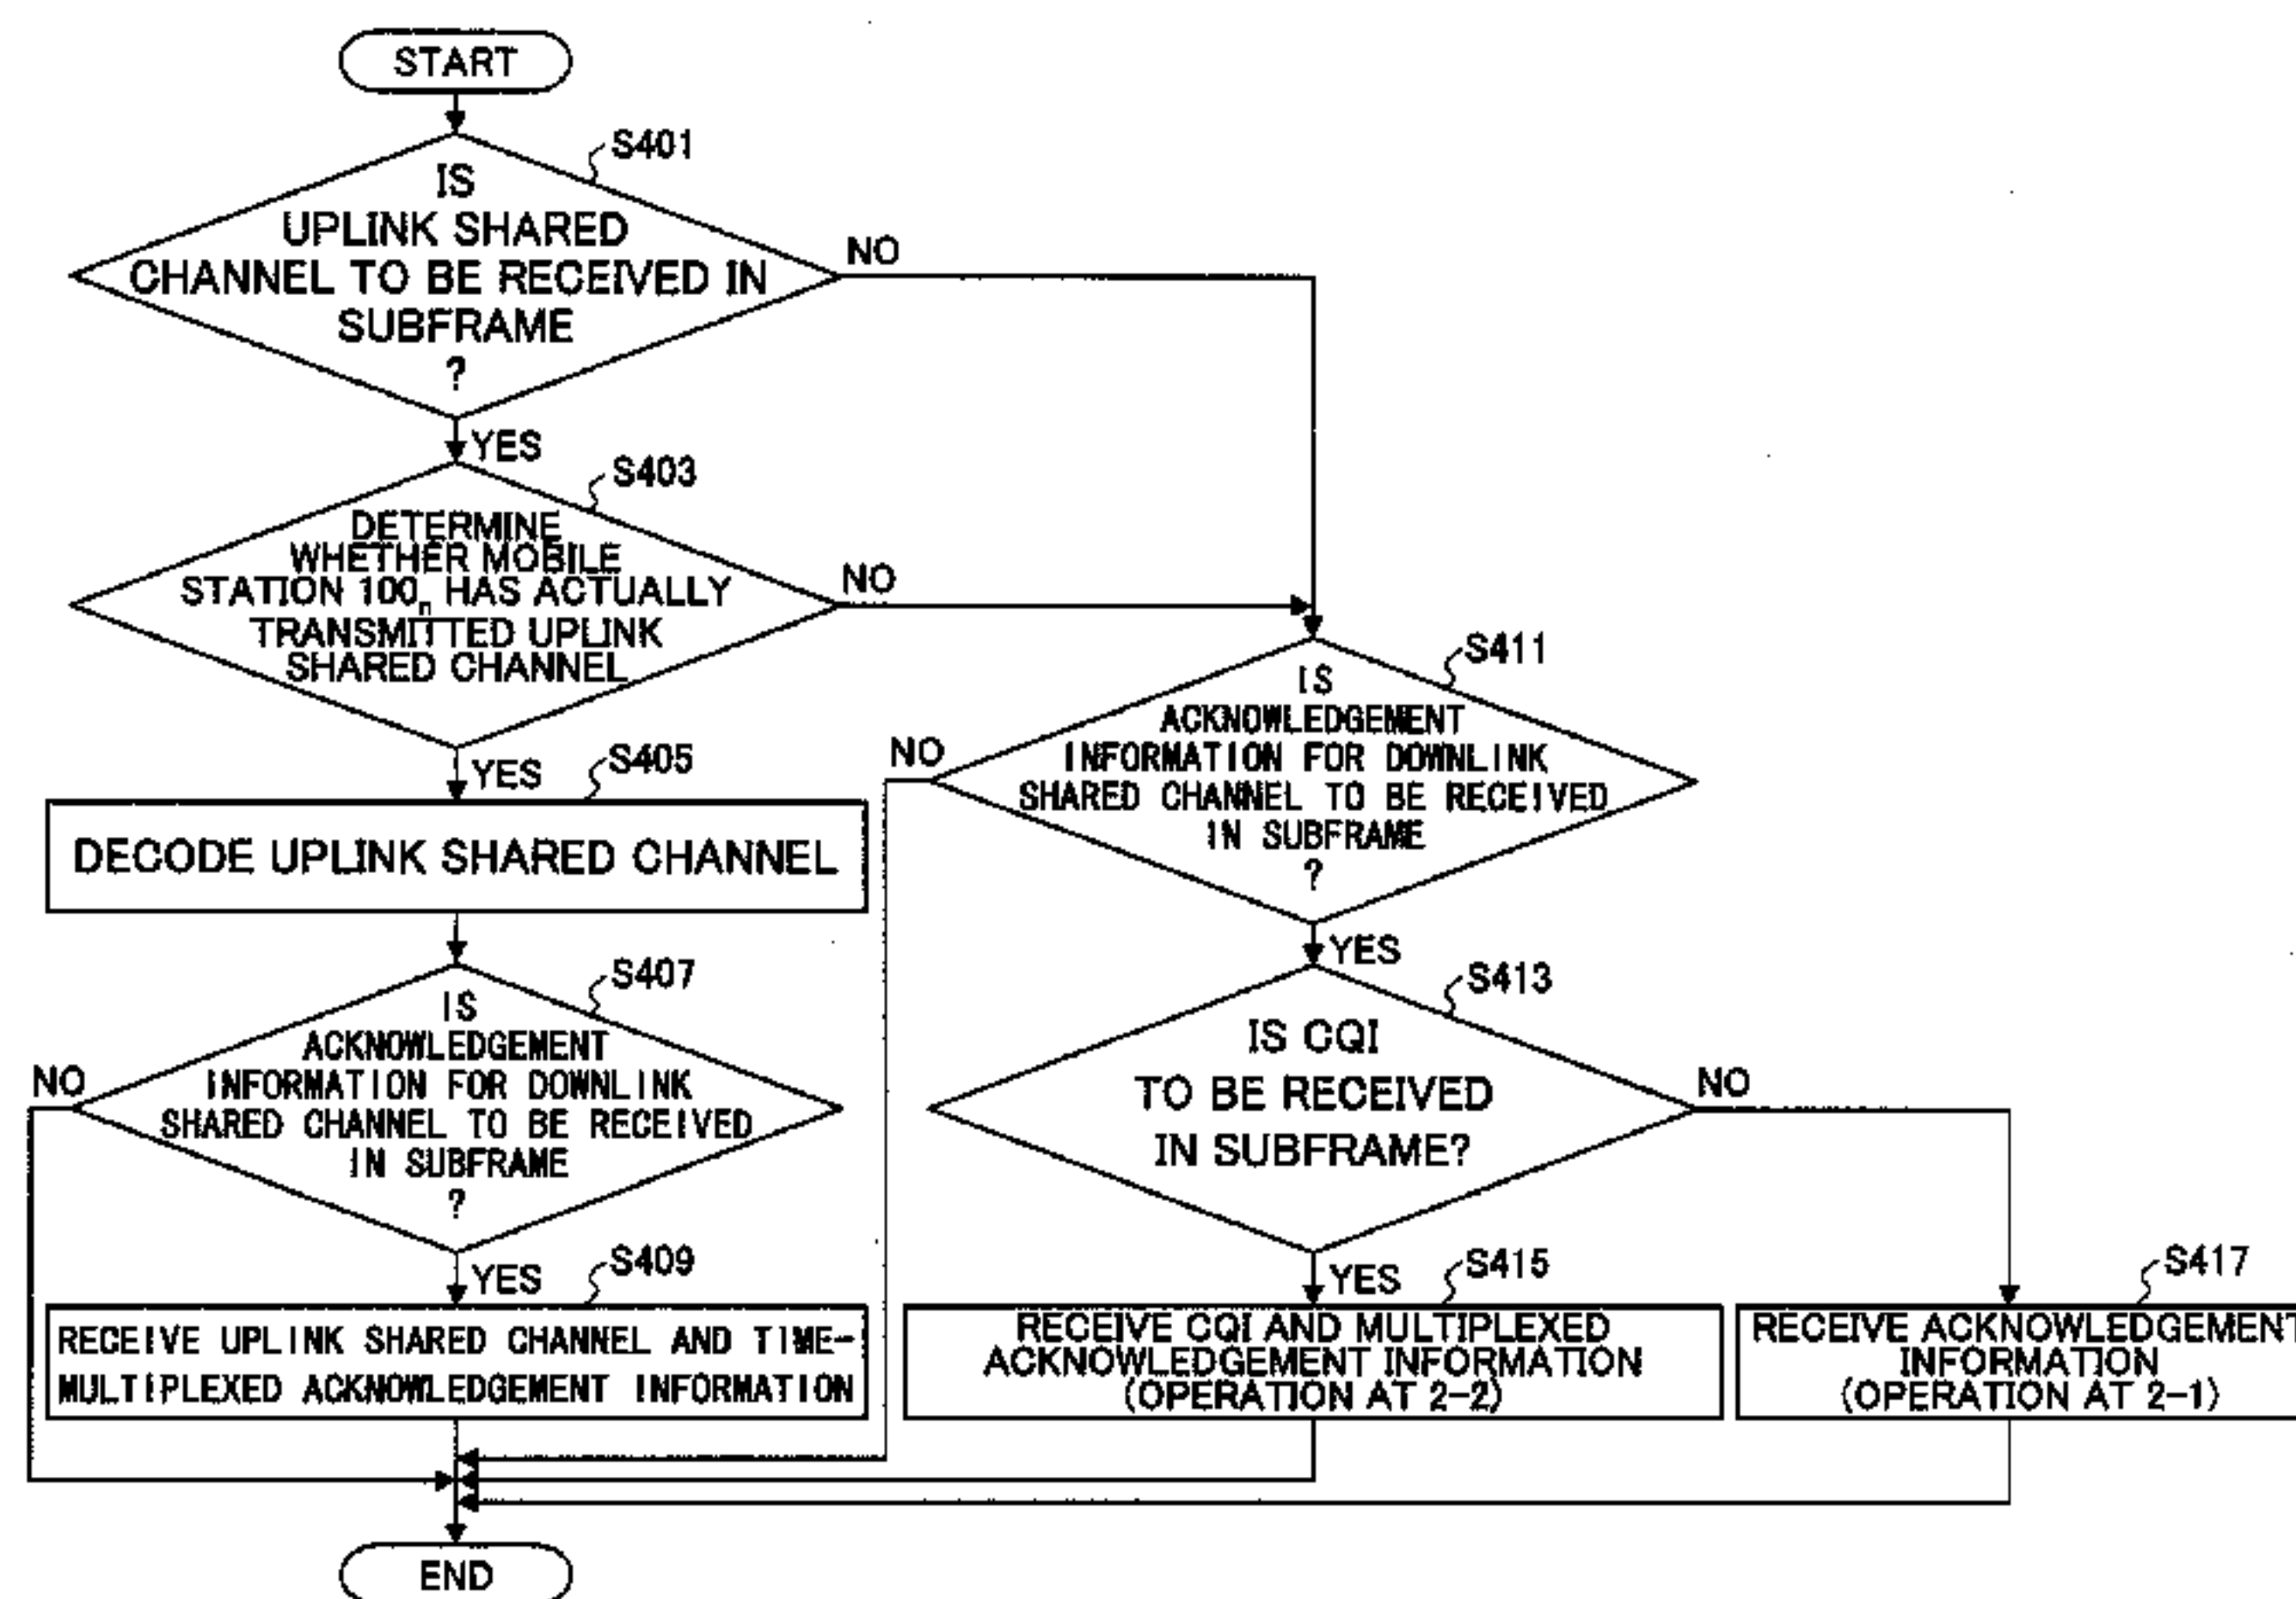 START
S401
IS
UPLINK SHARED
CHANNEL TO BE RECEIVED IN
SUBFRAME
?
NO
YES
S403
DETERMINE
WHETHER MOBILE
STATION 100n HAS ACTUALLY
TRANSMITTED UPLINK
SHARED CHANNEL
NO
YES
S405
DECODE UPLINK SHARED CHANNEL
S407
IS
ACKNOWLEDGEMENT
INFORMATION FOR DOWNLINK
SHARED CHANNEL TO BE RECEIVED
IN SUBFRAME
?
NO
YES
S409
RECEIVE UPLINK SHARED CHANNEL AND TIME-
MULTIPLEXED ACKNOWLEDGEMENT INFORMATION
S411
IS
ACKNOWLEDGEMENT
INFORMATION FOR DOWNLINK
SHARED CHANNEL TO BE RECEIVED
IN SUBFRAME
?
NO
YES
S413
IS CQI
TO BE RECEIVED
IN SUBFRAME?
NO
YES
S415
RECEIVE CQI AND MULTIPLEXED
ACKNOWLEDGEMENT INFORMATION
(OPERATION AT 2-2)
S417
RECEIVE ACKNOWLEDGEMENT
INFORMATION
(OPERATION AT 2-1)
END